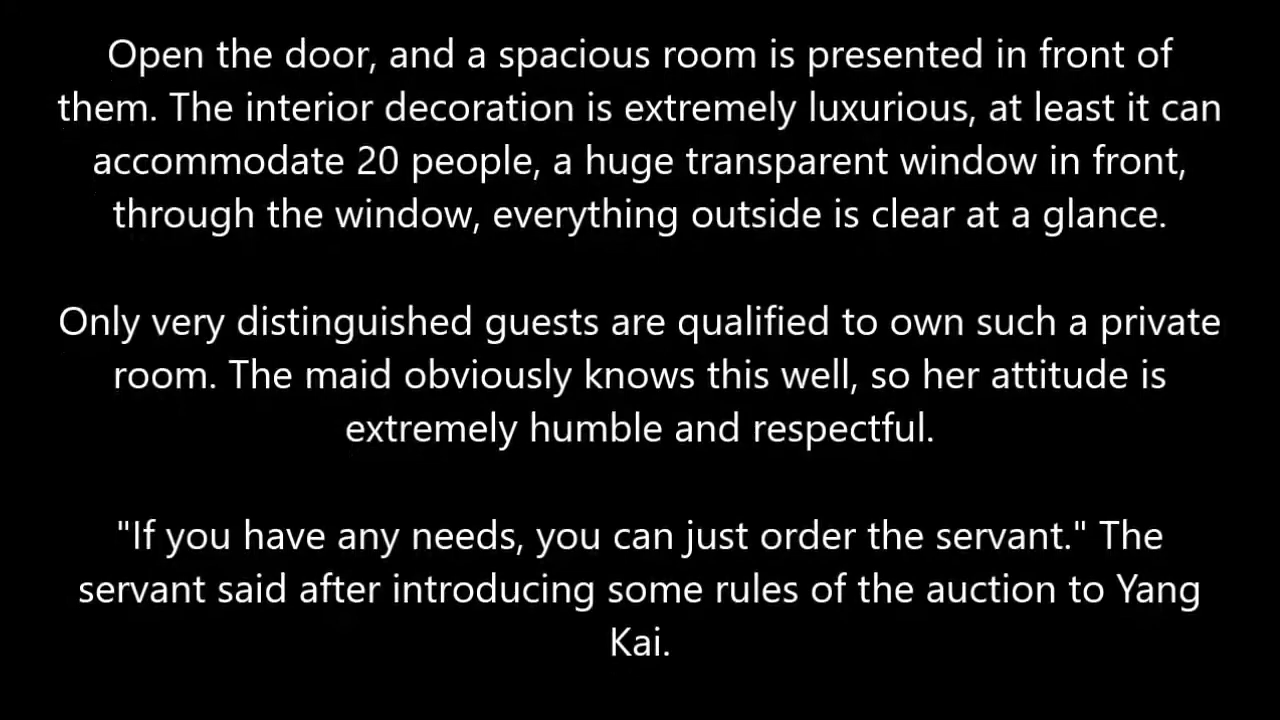 Open the door, and a spacious room is presented in front of
them. The interior decoration is extremely luxurious, at least it can
accommodate 20 people, a huge transparent window in front,
through the window, everything outside is clear at a glance.
Only very distinguished guests are qualified to own such a private
room. The maid obviously knows this well, so her attitude is
extremely humble and respectful.
"If you have any needs, you can just order the servant." The
servant said after introducing some rules of the auction to Yang
Kai.